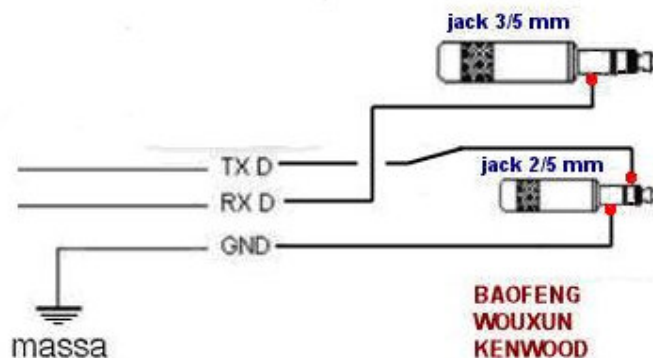 jack 3/5 mm
TX D
jack 2/5 mm
RX D
GND
massa
BAOFENG
WOUXUN
KENWOOD